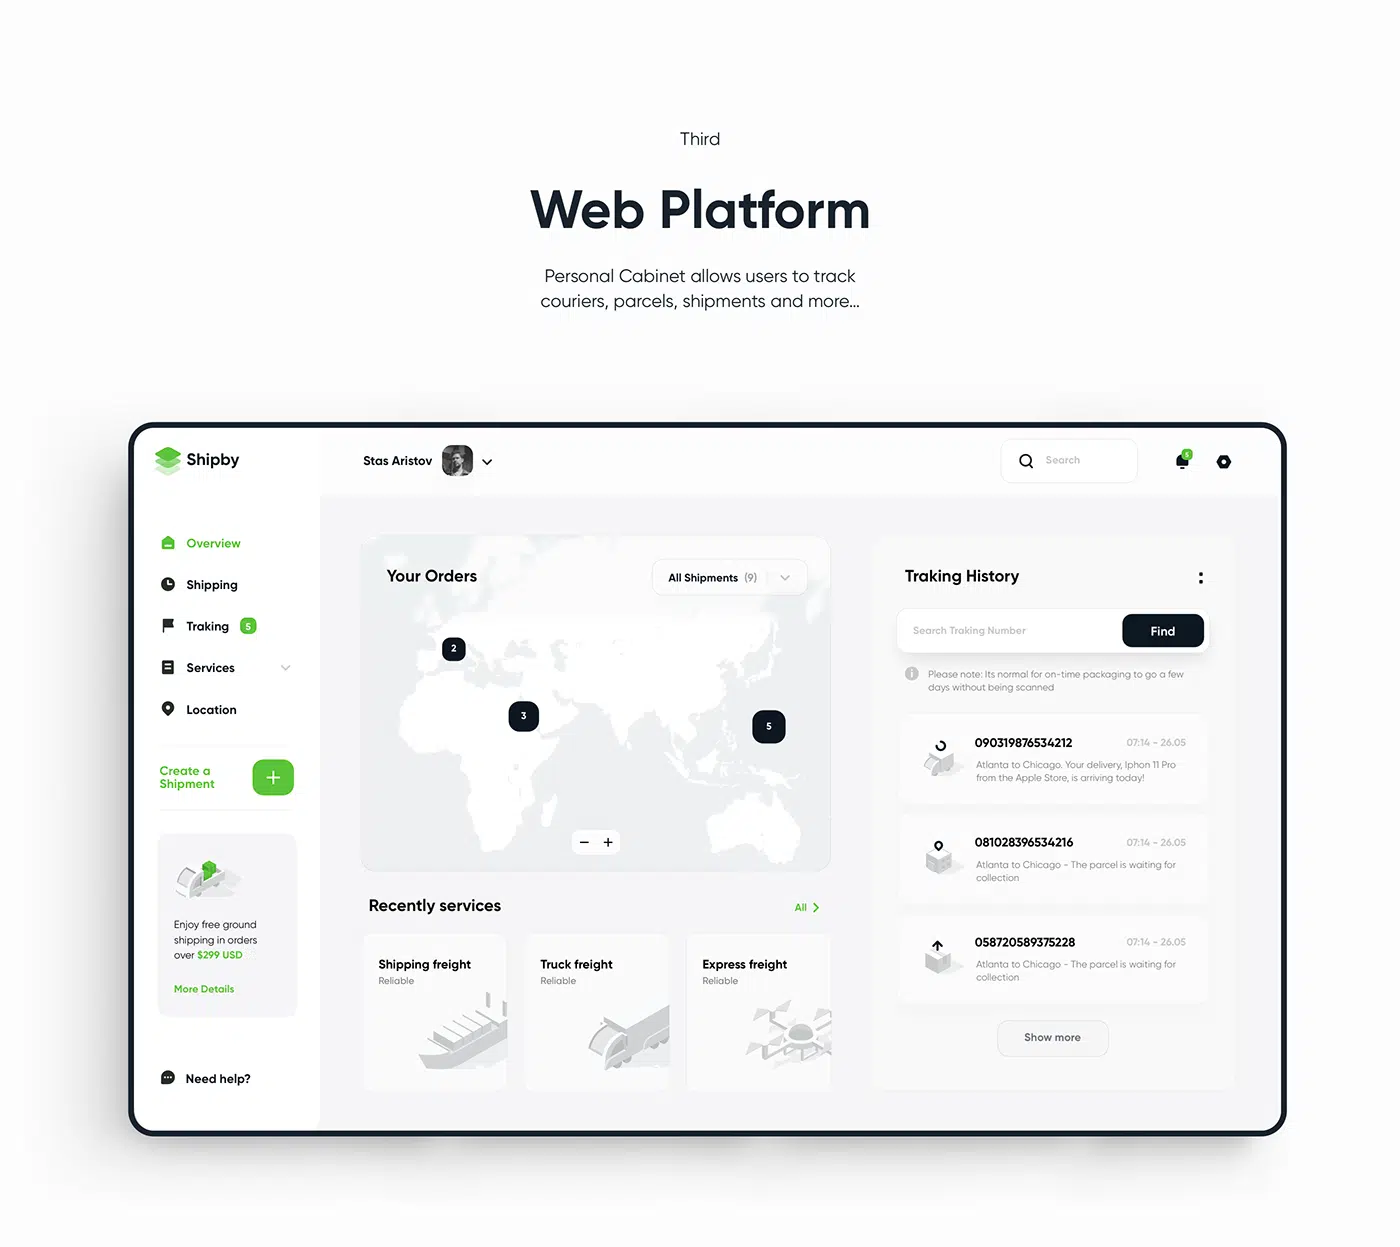 Third
Web Platform
Personal Cabinet allows users to track
couriers, parcels, shipments and more...
Shipby
Stas Aristov
Search
5
Overview
Shipping
Traking 5
Services
Location
Create a
Shipment
+
Enjoy free ground
shipping in orders
over $299 USD
More Details
Need help?
Your Orders
All Shipments (9)
2
3
5
− +
Recently services
All
Shipping freight
Reliable
Truck freight
Reliable
Express freight
Reliable
Traking History
Search Traking Number
Find
Please note: Its normal for on-time packaging to go a few
days without being scanned
090319876534212 07:14 - 26.05
Atlanta to Chicago. Your delivery, Iphon 11 Pro
from the Apple Store, is arriving today!
081028396534216 07:14 - 26.05
Atlanta to Chicago - The parcel is waiting for
collection
058720589375228 07:14 - 26.05
Atlanta to Chicago - The parcel is waiting for
collection
Show more